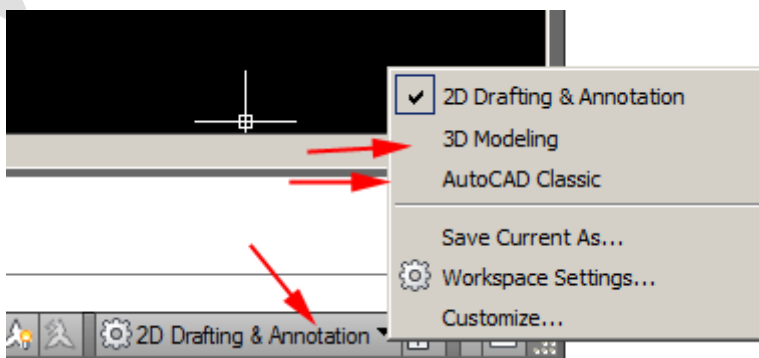 2D Drafting & Annotation
3D Modeling
AutoCAD Classic
Save Current As...
Workspace Settings...
Customize...
2D Drafting & Annotation